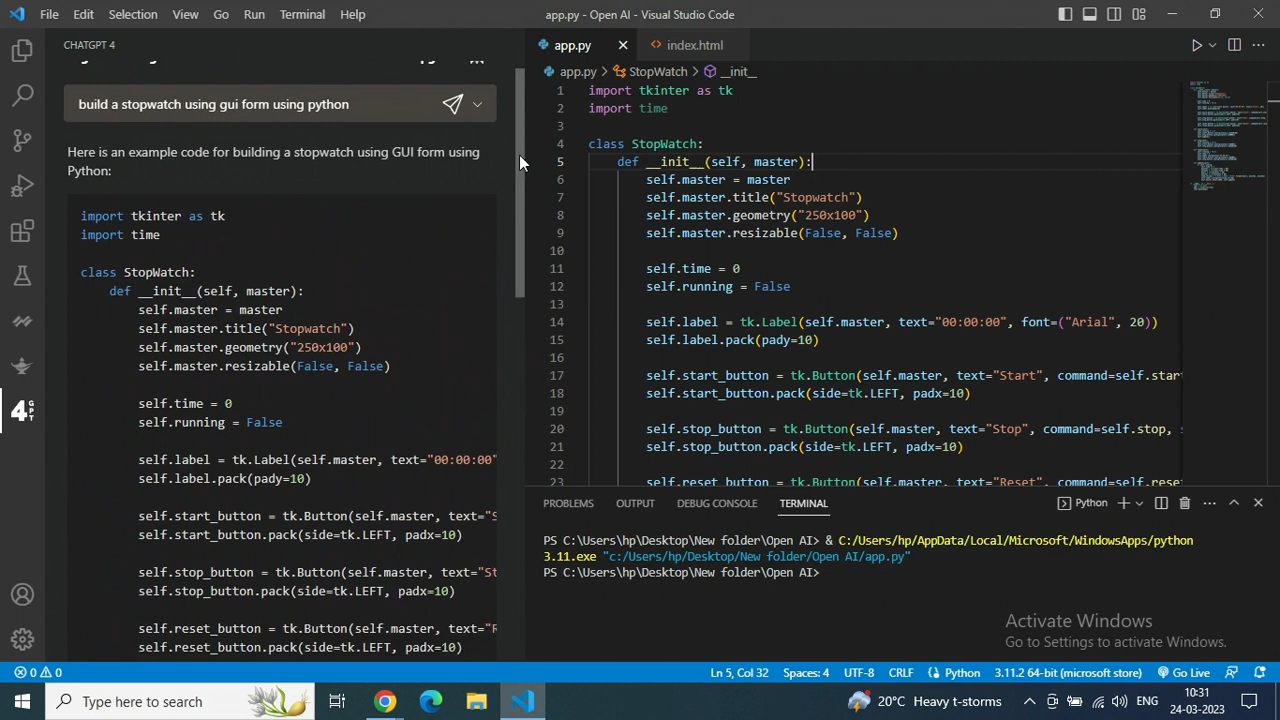 File Edit Selection View Go Run Terminal Help
app.py - Open AI - Visual Studio Code
CHATGPT 4
build a stopwatch using gui form using python
Here is an example code for building a stopwatch using GUI form using
Python:
import tkinter as tk
import time
class StopWatch:
def __init__(self, master):
self.master = master
self.master.title("Stopwatch")
self.master.geometry("250x100")
self.master.resizable(False, False)
self.time = 0
self.running = False
self.label = tk.Label(self.master, text="00:00:00"
self.label.pack(pady=10)
self.start_button = tk.Button(self.master, text="S
self.start_button.pack(side=tk.LEFT, padx=10)
self.stop_button = tk.Button(self.master, text="St
self.stop_button.pack(side=tk.LEFT, padx=10)
self.reset_button = tk.Button(self.master, text="R
self.reset_button.pack(side=tk.LEFT, padx=10)
4 GPT
app.py index.html
app.py > StopWatch > __init__
1 import tkinter as tk
2 import time
3
4 class StopWatch:
5 def __init__(self, master):
6 self.master = master
7 self.master.title("Stopwatch")
8 self.master.geometry("250x100")
9 self.master.resizable(False, False)
10
11 self.time = 0
12 self.running = False
13
14 self.label = tk.Label(self.master, text="00:00:00", font=("Arial", 20))
15 self.label.pack(pady=10)
16
17 self.start_button = tk.Button(self.master, text="Start", command=self.star
18 self.start_button.pack(side=tk.LEFT, padx=10)
19
20 self.stop_button = tk.Button(self.master, text="Stop", command=self.stop, s
21 self.stop_button.pack(side=tk.LEFT, padx=10)
22
23 self.reset_button = tk.Button(self.master, text="Reset", command=self.reset
PROBLEMS OUTPUT DEBUG CONSOLE TERMINAL
Python
PS C:\Users\hp\Desktop\New folder\Open AI> & C:/Users/hp/AppData/Local/Microsoft/WindowsApps/python
3.11.exe "c:/Users/hp/Desktop/New folder/Open AI/app.py"
PS C:\Users\hp\Desktop\New folder\Open AI>
Activate Windows
Go to Settings to activate Windows.
0 0
Ln 5, Col 32 Spaces: 4 UTF-8 CRLF Python 3.11.2 64-bit (microsoft store) Go Live
Type here to search
20°C Heavy t-storms
ENG
10:31
24-03-2023